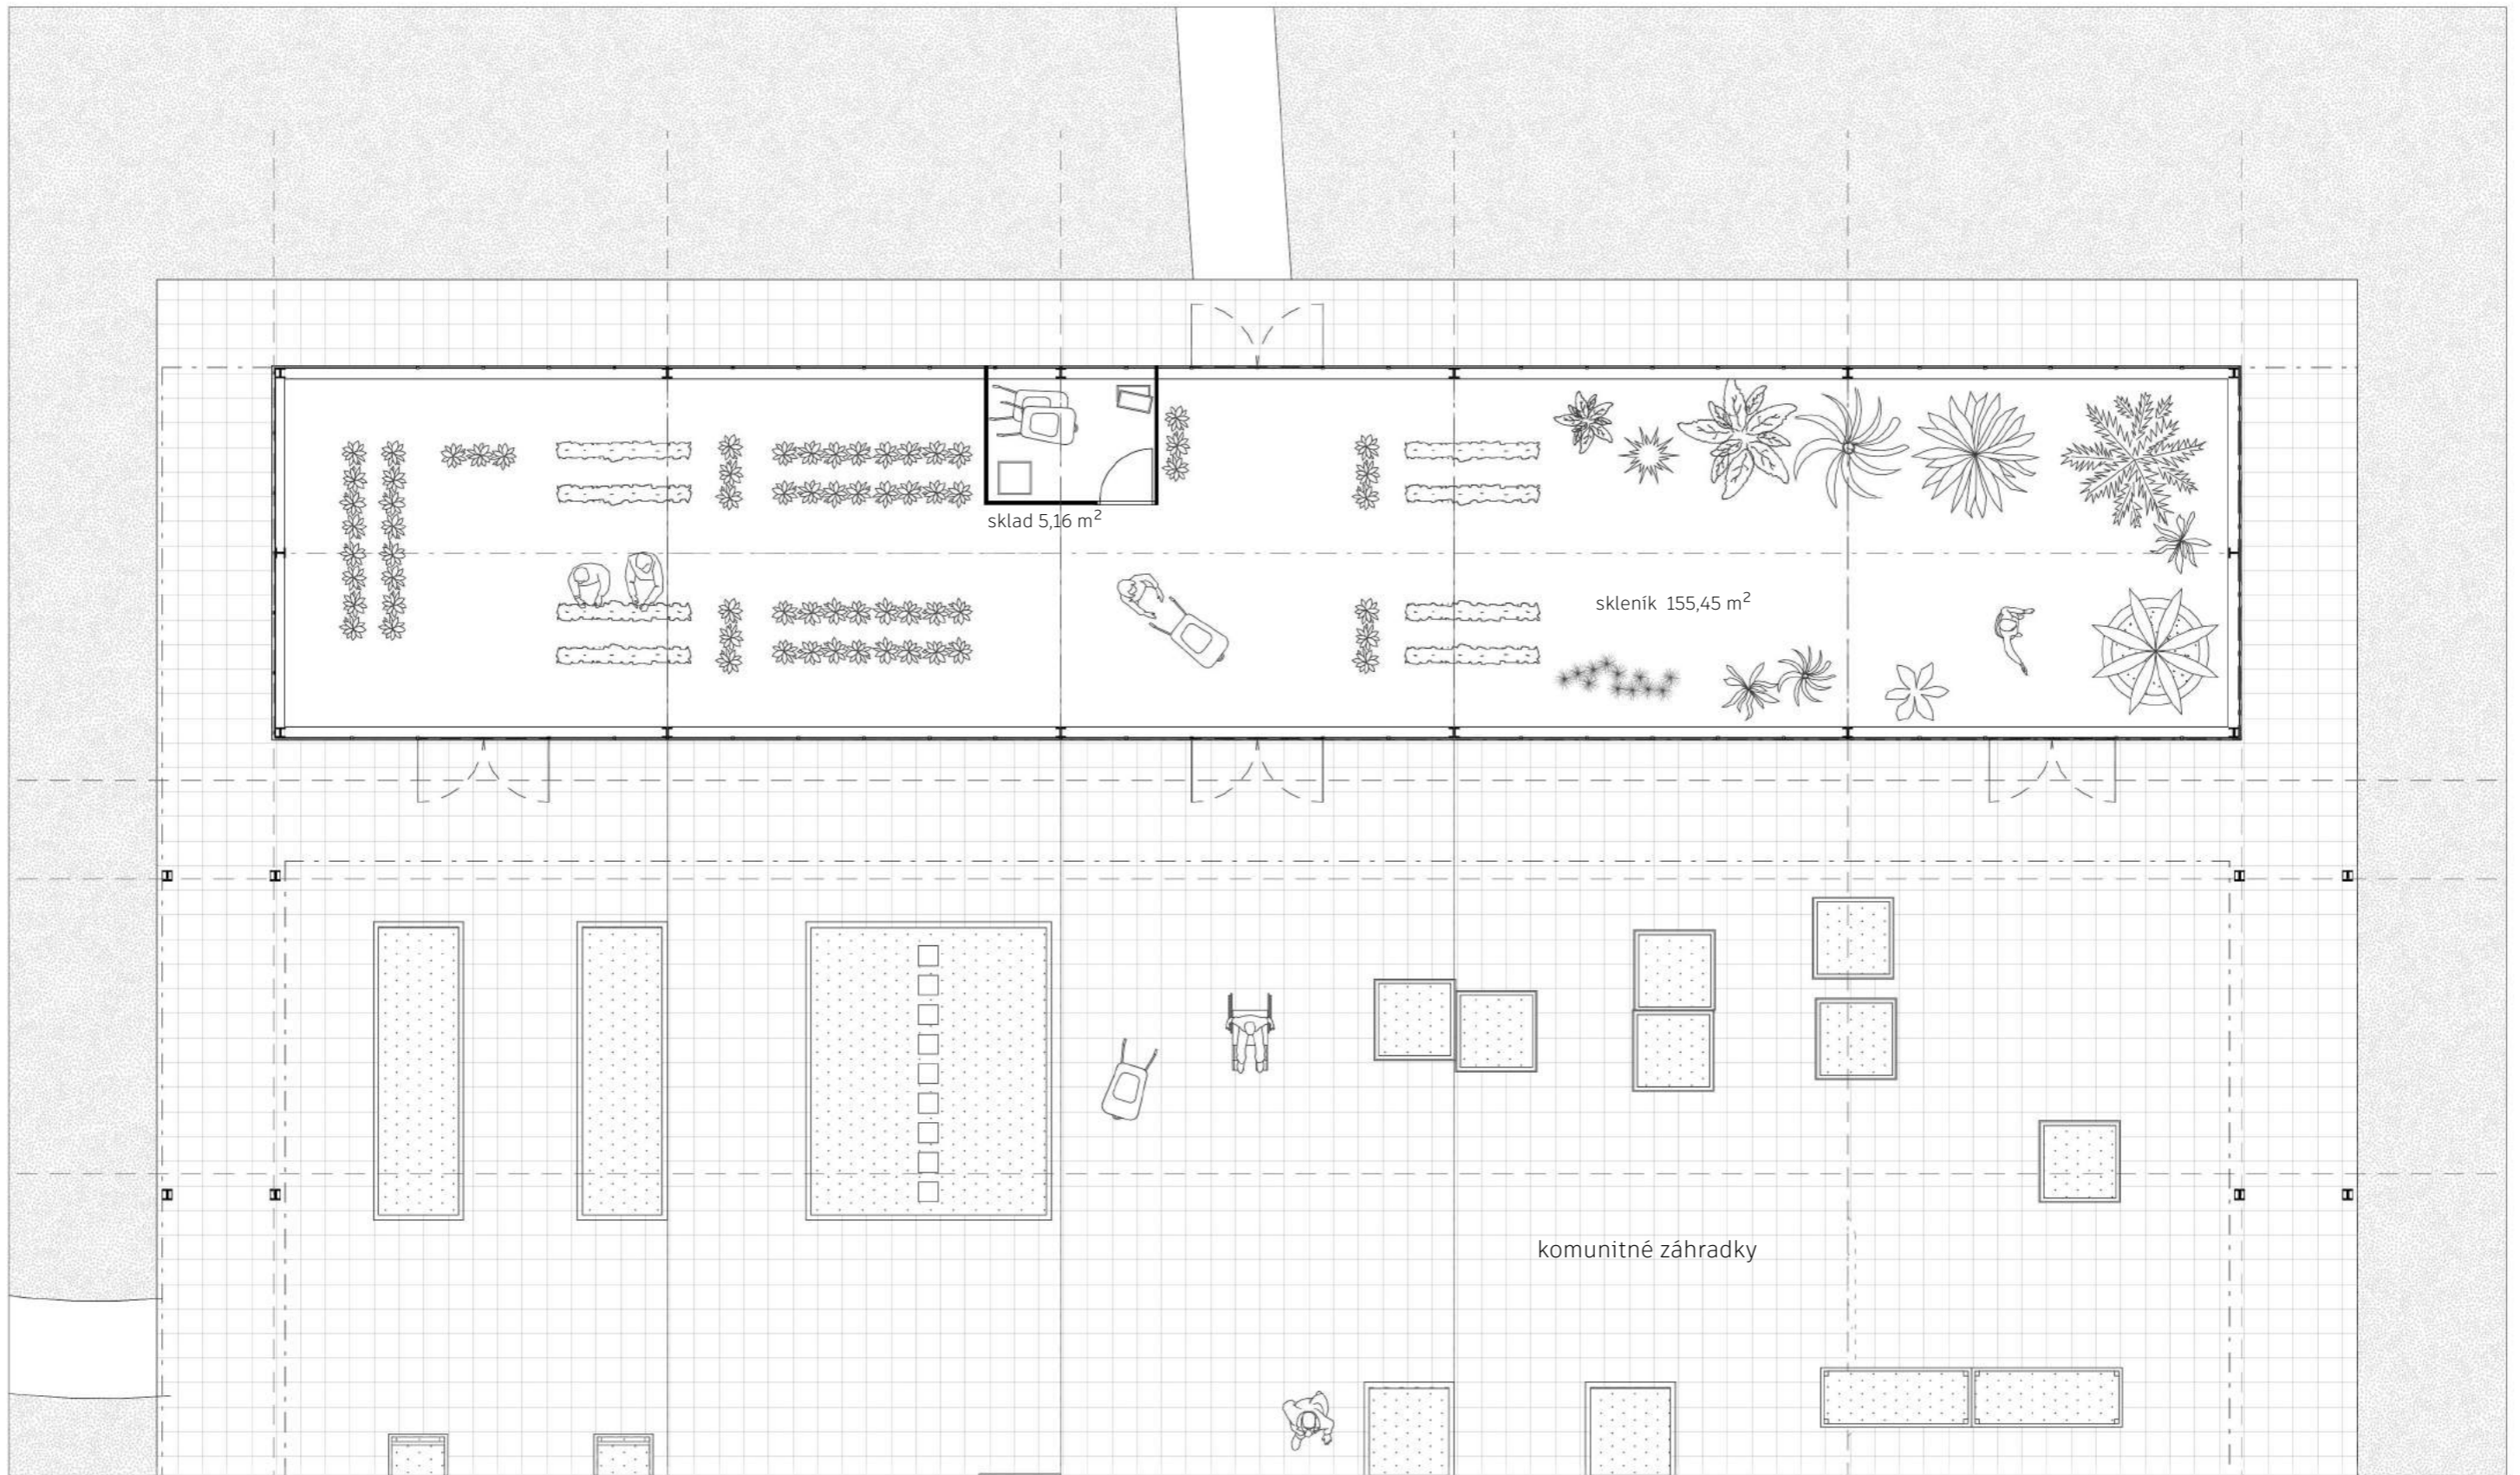 sklad 5,16 m²
skleník 155,45 m²
komunitné záhradky